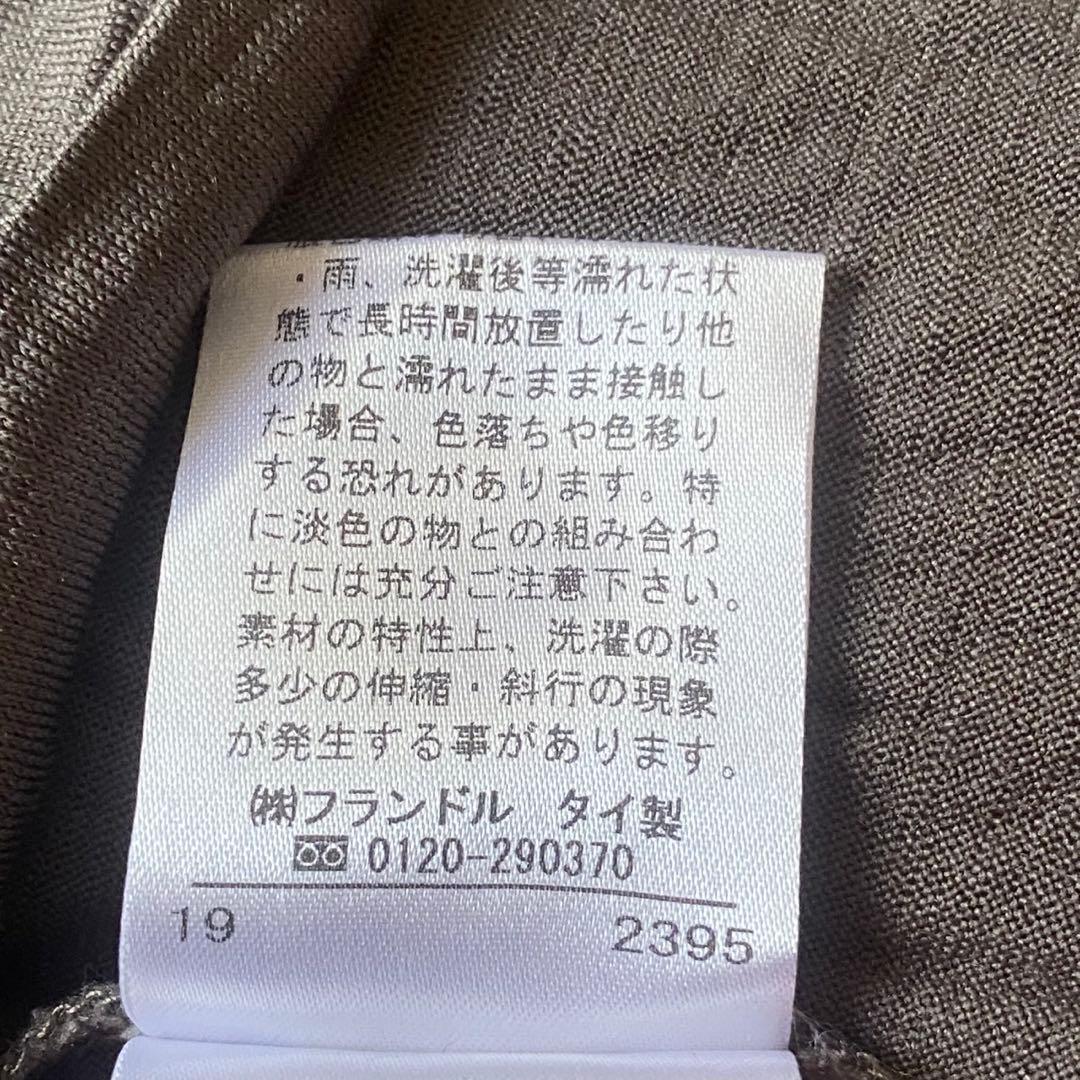 ・雨、洗濯後等濡れた状
態で長時間放置したり他
の物と濡れたまま接触し
た場合、色落ちや色移り
する恐れがあります。特
に淡色の物との組み合わ
せには充分ご注意下さい。
素材の特性上、洗濯の際
多少の伸縮・斜行の現象
が発生する事があります。
㈱フランドル　タイ製
0120-290370
19 2395